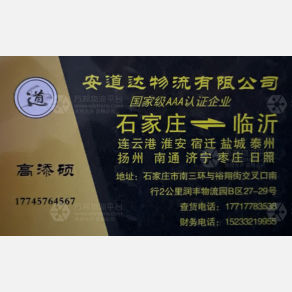 道
安道达物流有限公司
国家级AAA认证企业
石家庄⇌临沂
连云港 淮安 宿迁 盐城 泰州
扬州 南通 济宁 枣庄 日照
高添硕
17745764567
地址：石家庄市南三环与裕翔街交叉口南
行2公里润丰物流园B区27-29号
查货电话：17717783538
财务电话：15233219955